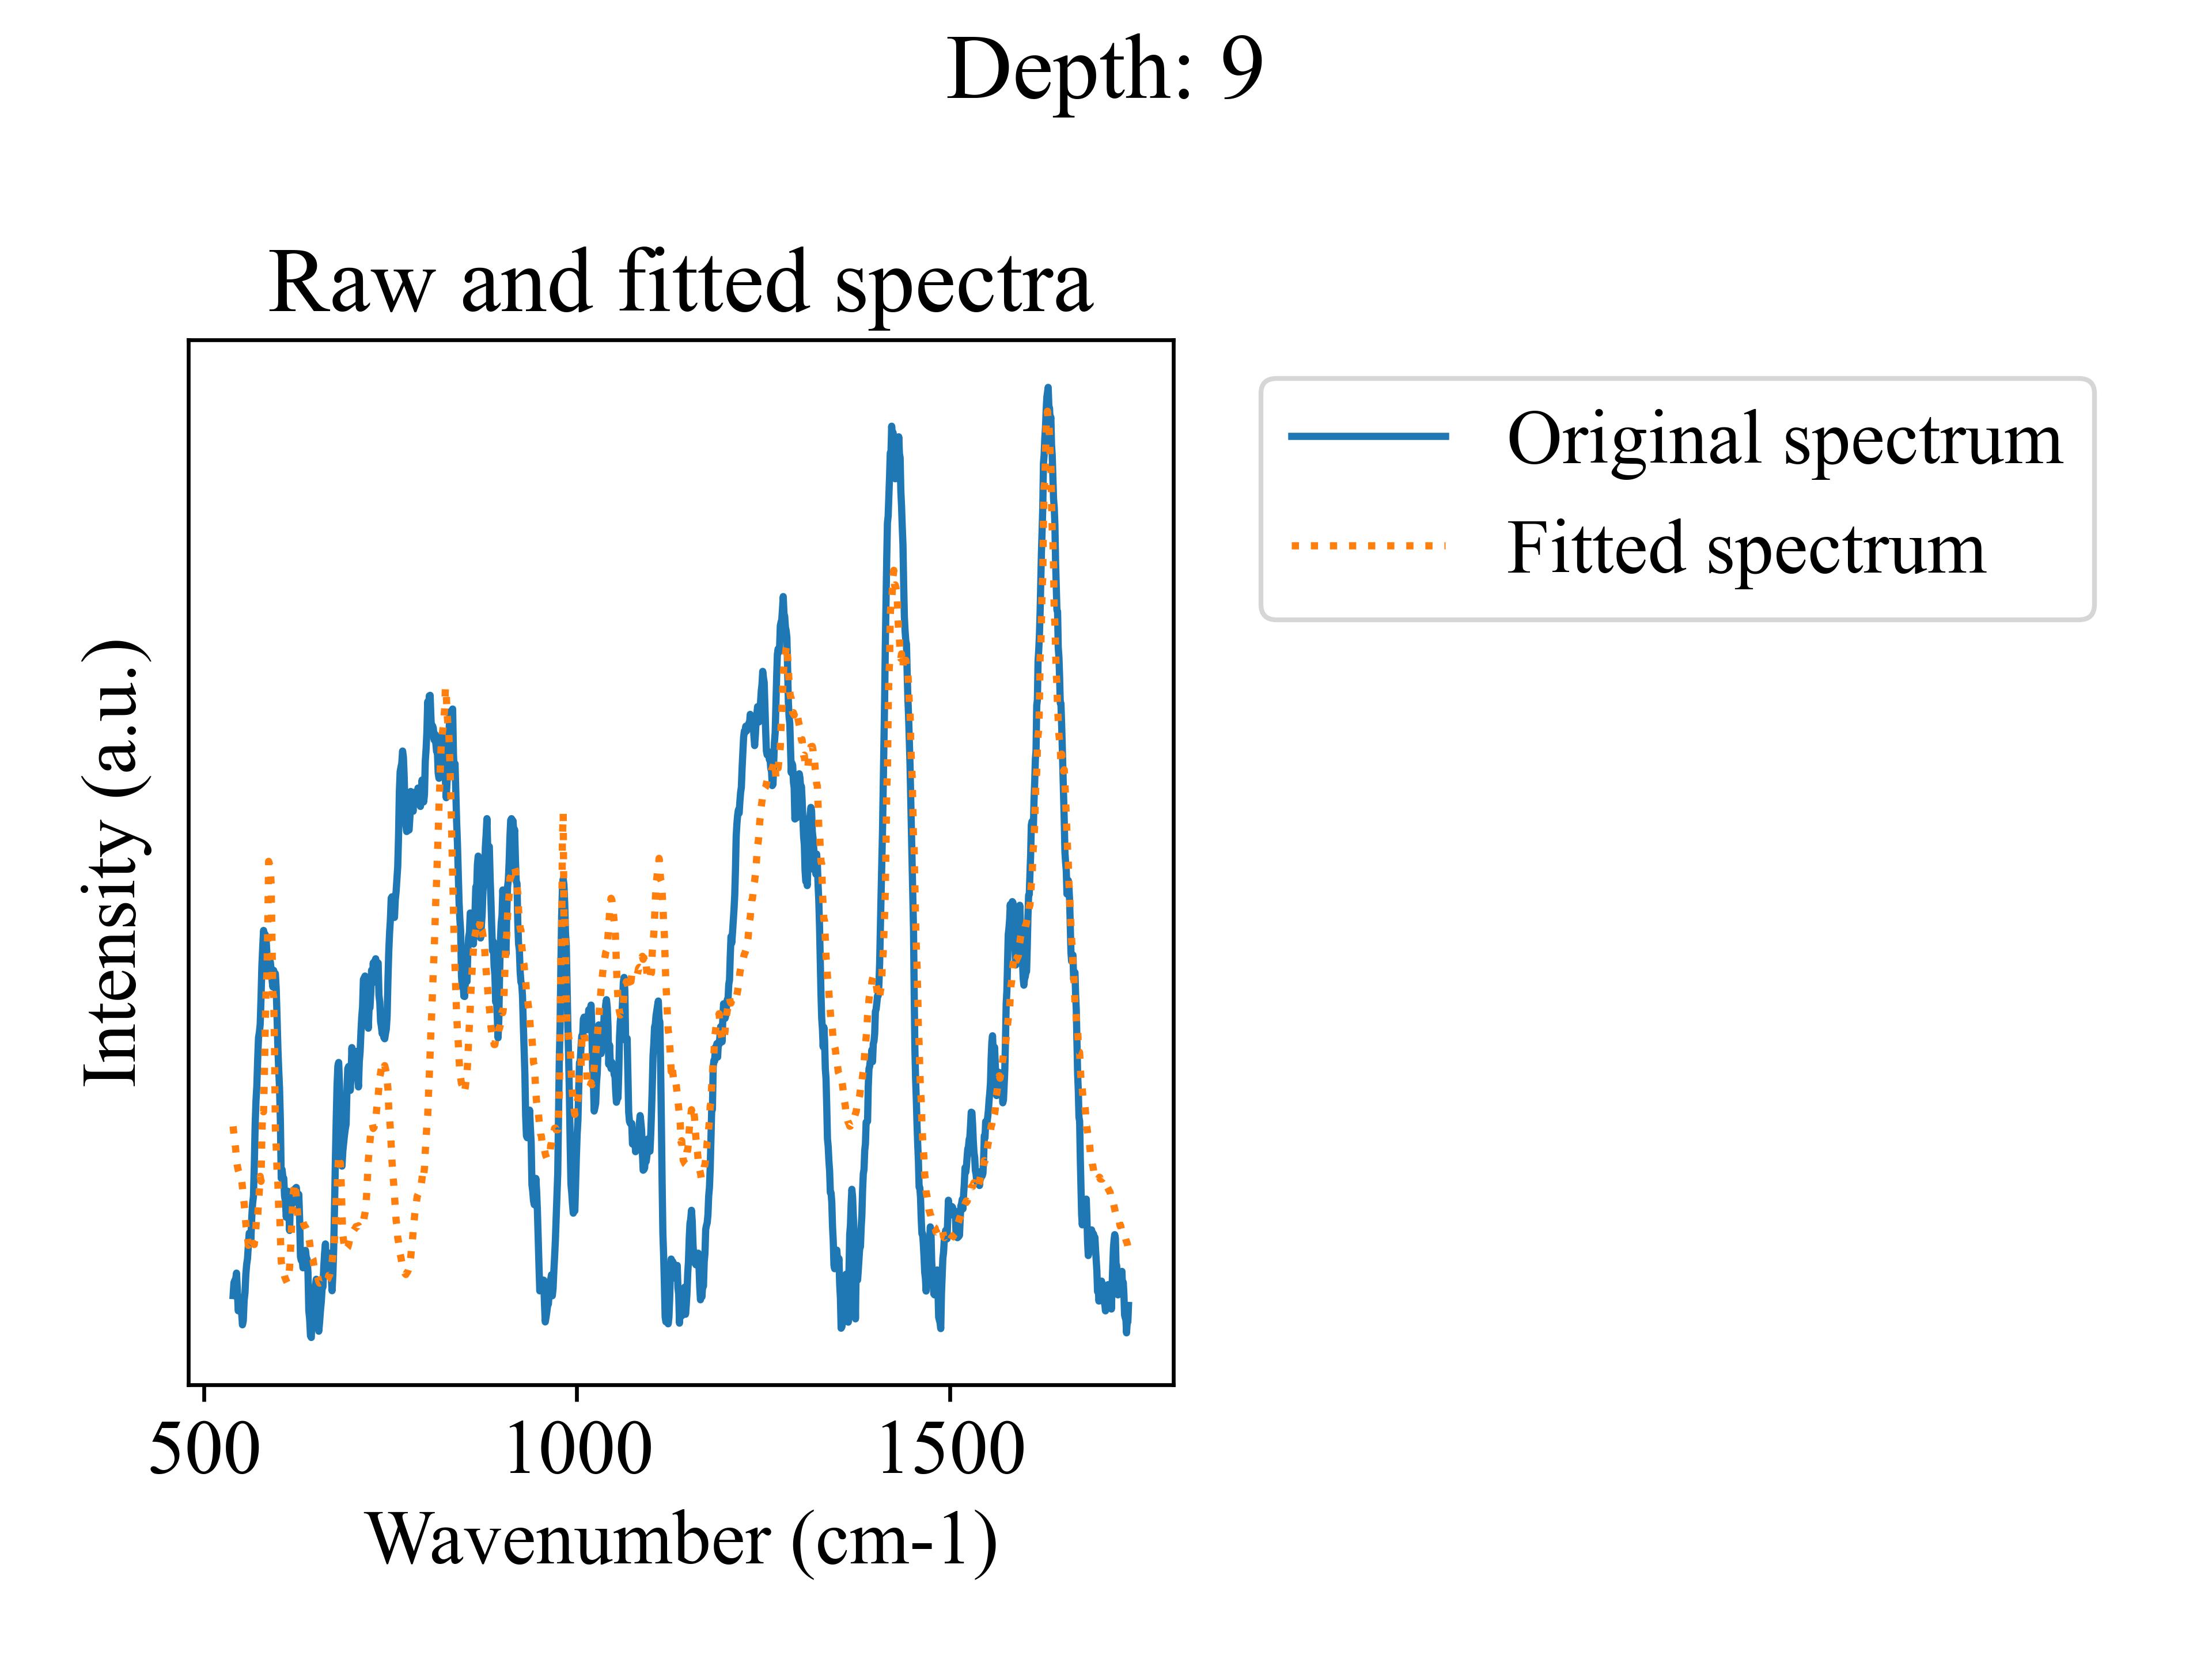 Depth: 9
Raw and fitted spectra
Original spectrum
Fitted spectrum
Intensity (a.u.)
500 1000 1500
Wavenumber (cm-1)